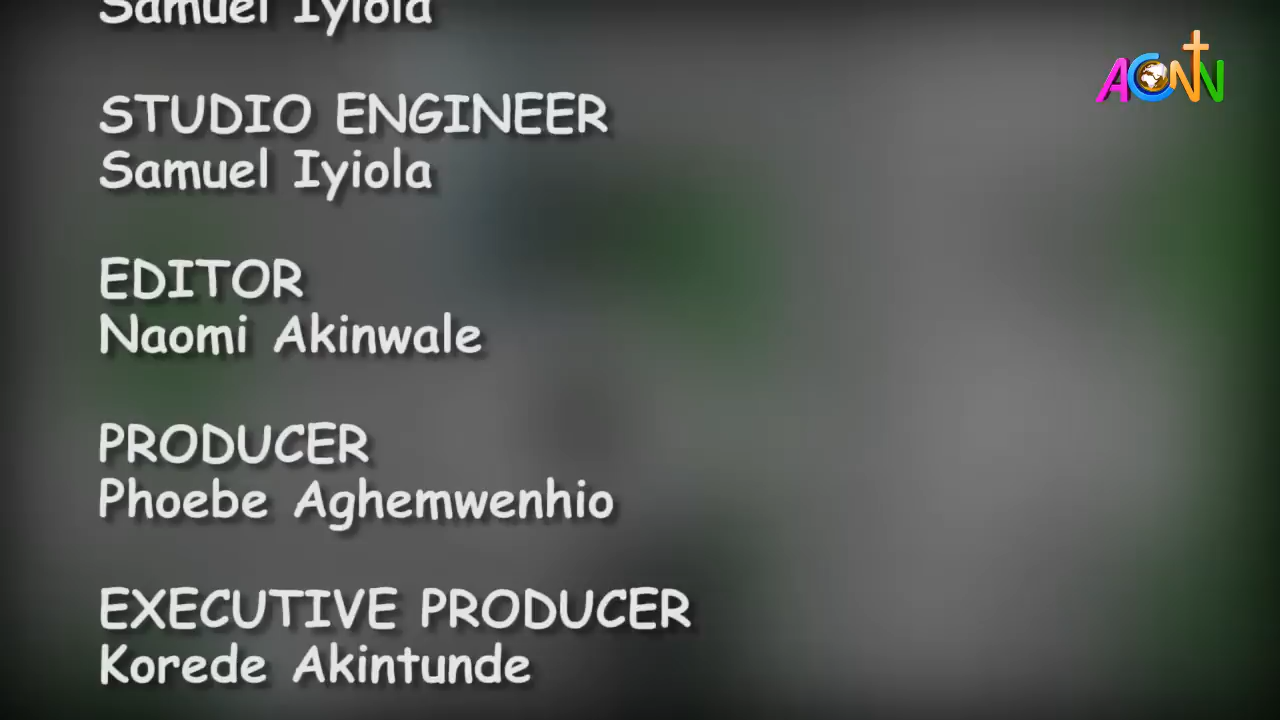 Samuel Iyiola
ACNN
STUDIO ENGINEER
Samuel Iyiola
EDITOR
Naomi Akinwale
PRODUCER
Phoebe Aghemwenhio
EXECUTIVE PRODUCER
Korede Akintunde